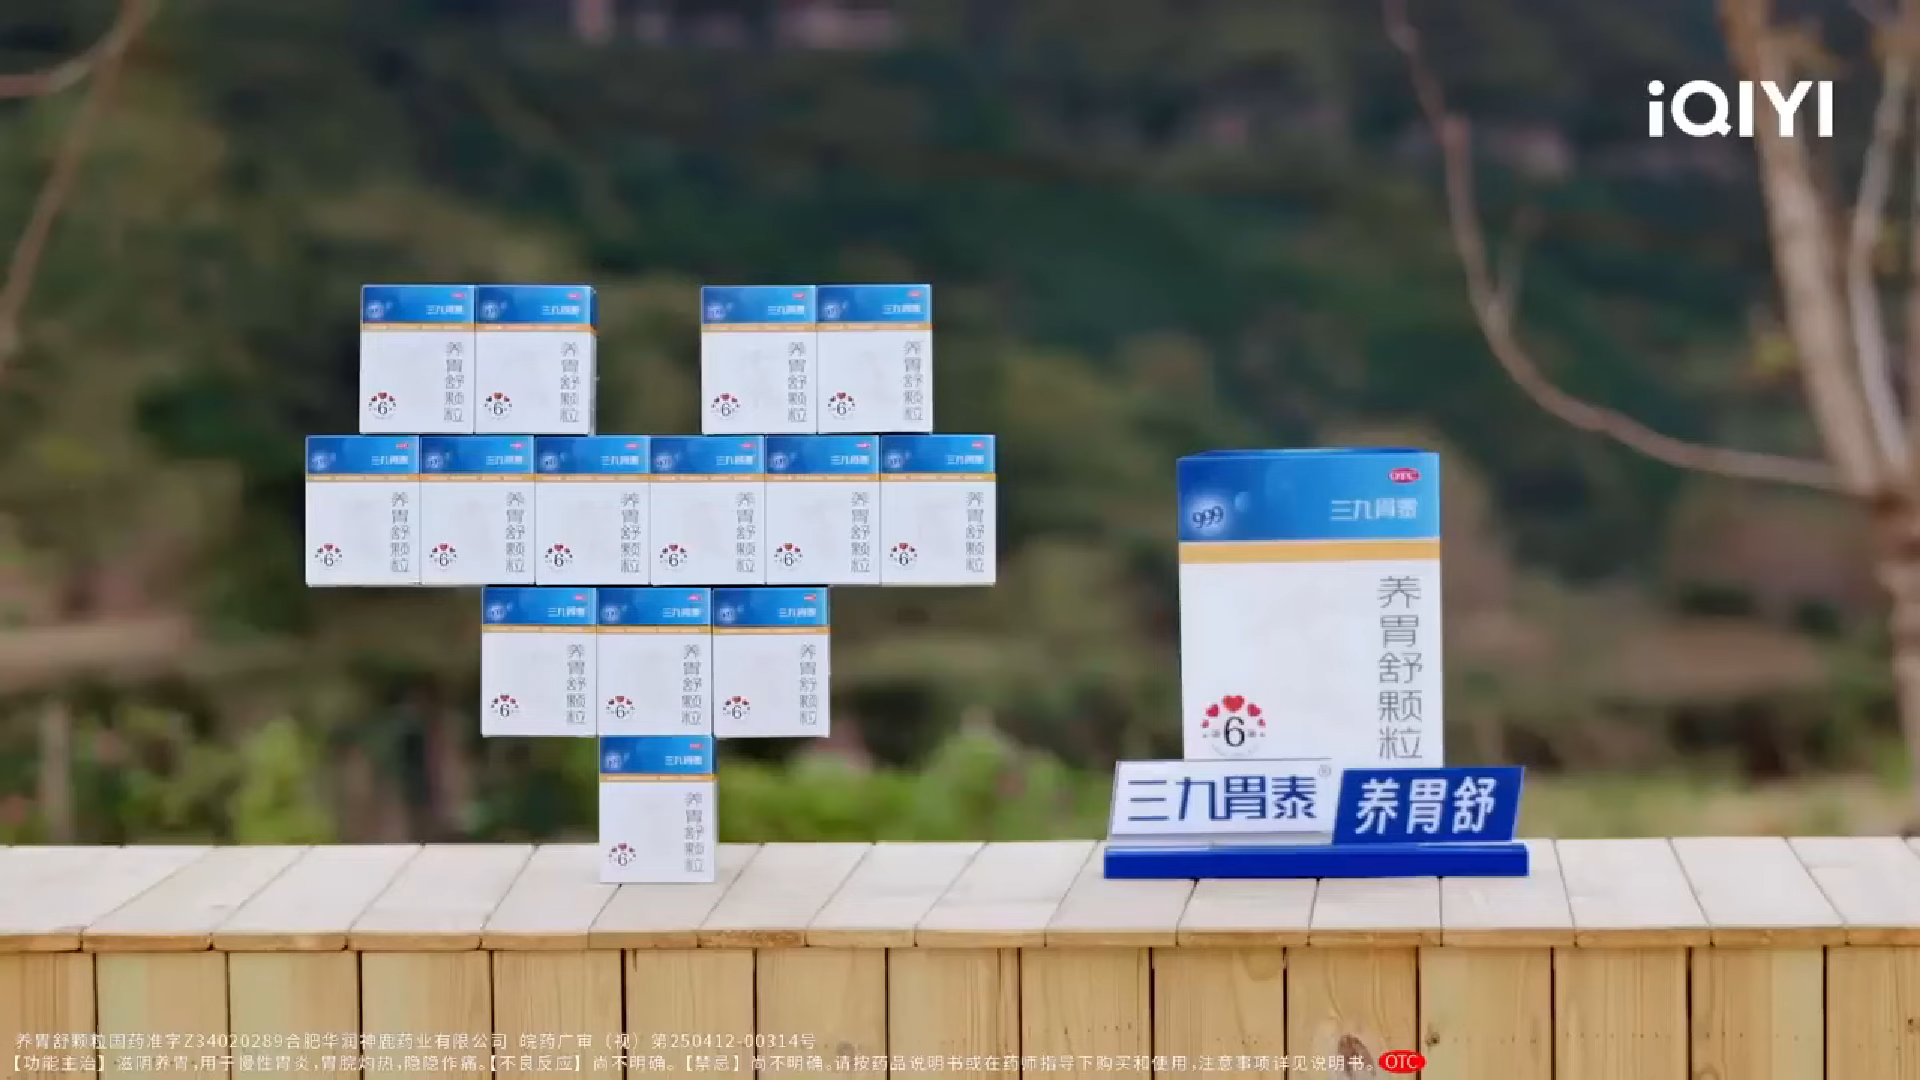 iQIYI
OTC
999
三九胃泰
养胃舒颗粒
6
三九胃泰® 养胃舒
养胃舒颗粒国药准字Z34020289合肥华润神鹿药业有限公司 皖药广审（视）第250412-00314号
【功能主治】滋阴养胃,用于慢性胃炎,胃脘灼热,隐隐作痛。【不良反应】尚不明确。【禁忌】尚不明确。请按药品说明书或在药师指导下购买和使用,注意事项详见说明书。 OTC